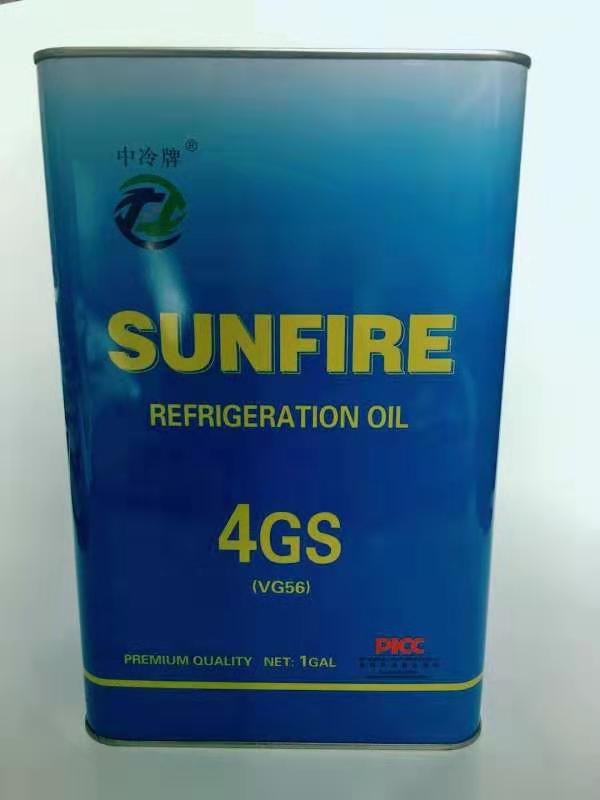 中冷牌®
SUNFIRE
REFRIGERATION OIL
4GS
(VG56)
PREMIUM QUALITY NET: 1GAL
PICC